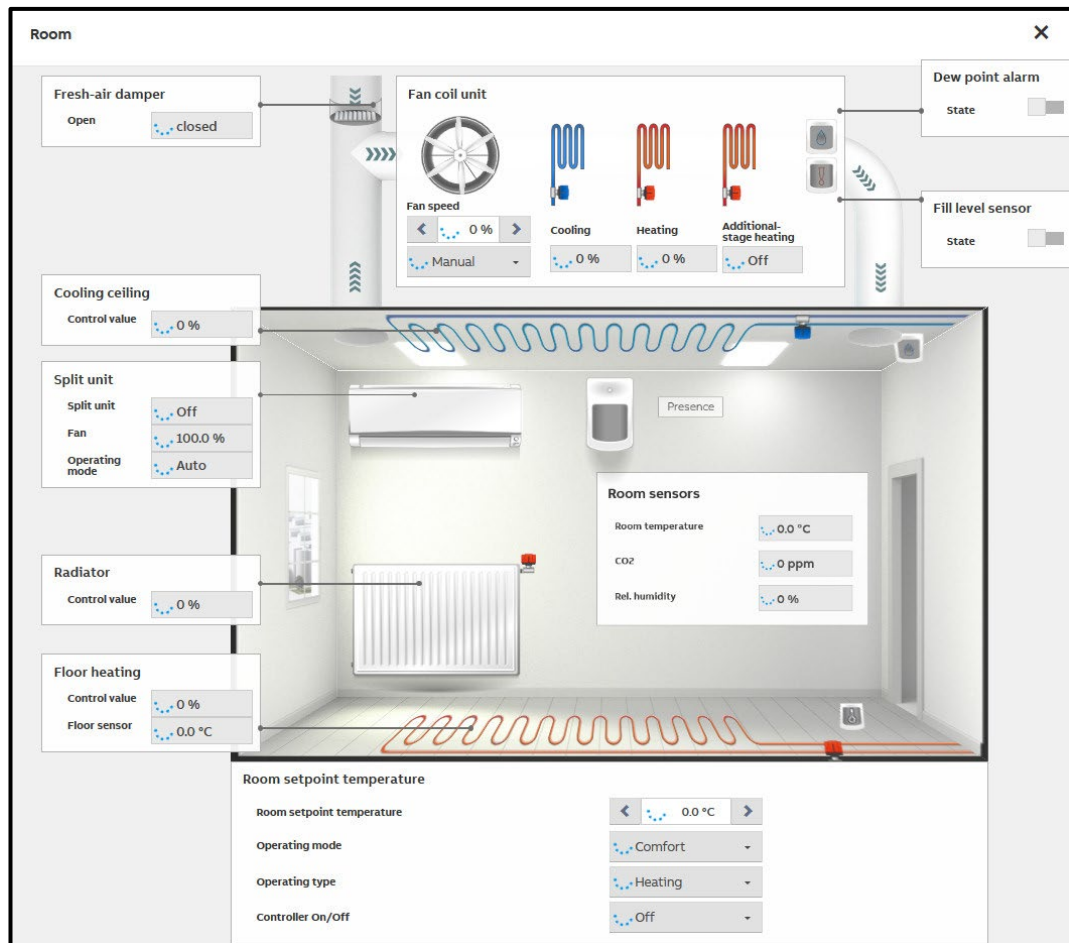 Room
Fresh-air damper
Open closed
Fan coil unit
Fan speed
0 %
Manual
Cooling
0 %
Heating
0 %
Additional-
stage heating
Off
Dew point alarm
State
Fill level sensor
State
Cooling ceiling
Control value 0 %
Split unit
Split unit Off
Fan 100.0 %
Operating
mode Auto
Presence
Room sensors
Room temperature 0.0 °C
CO2 0 ppm
Rel. humidity 0 %
Radiator
Control value 0 %
Floor heating
Control value 0 %
Floor sensor 0.0 °C
Room setpoint temperature
Room setpoint temperature 0.0 °C
Operating mode Comfort
Operating type Heating
Controller On/Off Off